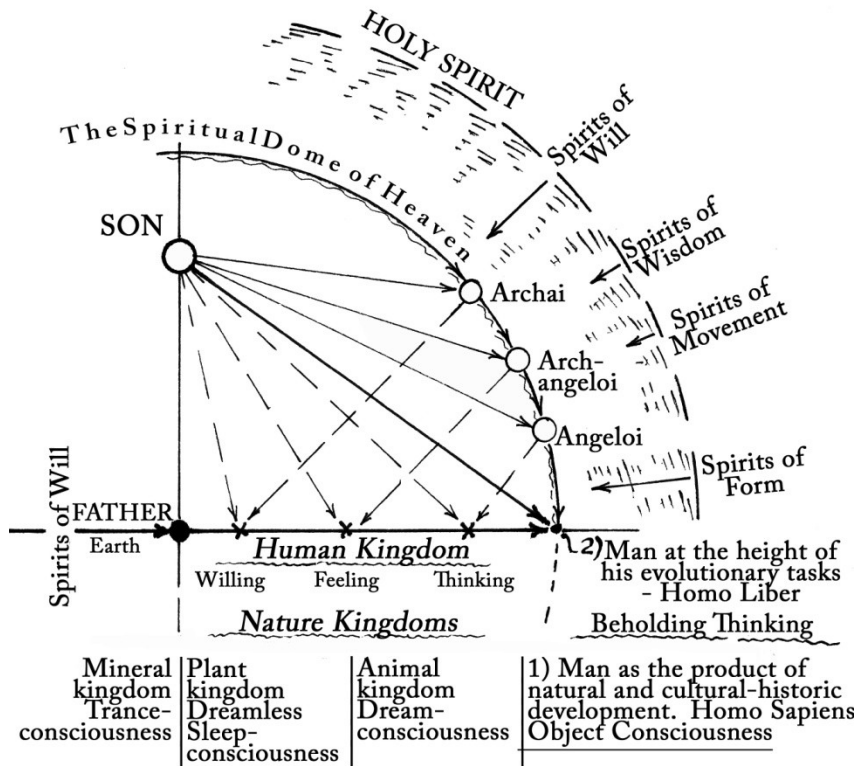 HOLY SPIRIT
The Spiritual Dome of Heaven
Spirits of
Will
SON
Spirits of
Wisdom
Archai
Spirits of
Movement
Arch-
angeloi
Angeloi
Spirits of
Form
Spirits of Will
FATHER
Earth
Human Kingdom
Willing
Feeling
Thinking
2) Man at the height of
his evolutionary tasks
- Homo Liber
Nature Kingdoms
Beholding Thinking
Mineral
kingdom
Trance-
consciousness
Plant
kingdom
Dreamless
Sleep-
consciousness
Animal
kingdom
Dream-
consciousness
1) Man as the product of
natural and cultural-historic
development. Homo Sapiens
Object Consciousness